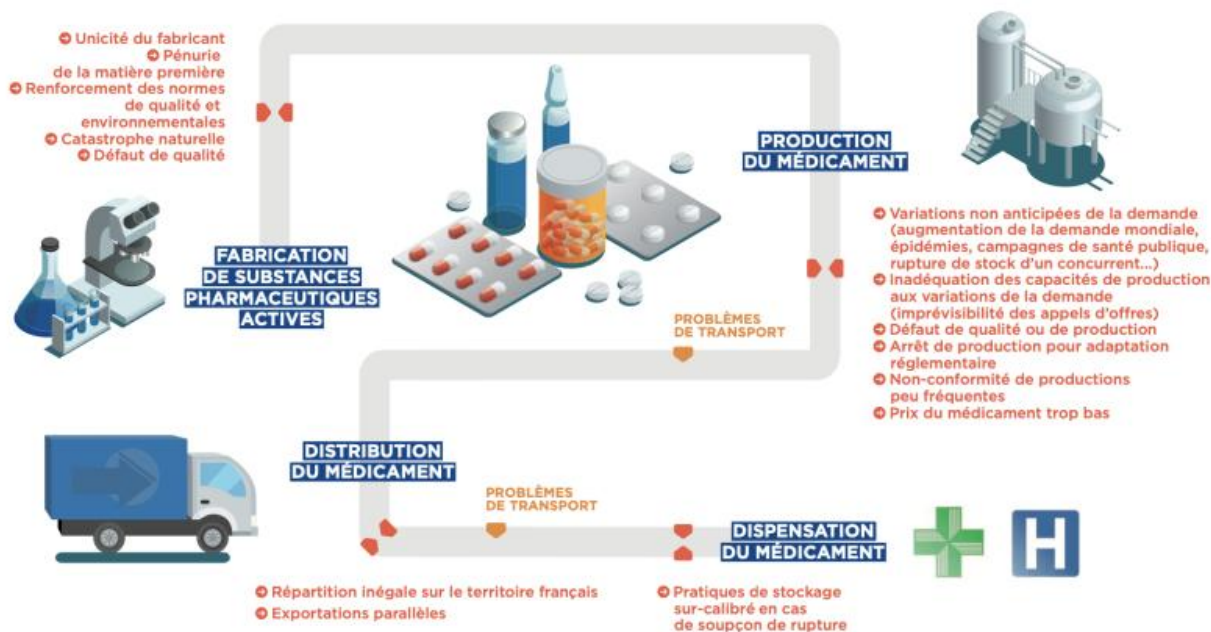 Unicité du fabricant
Pénurie
de la matière première
Renforcement des normes
de qualité et
environnementales
Catastrophe naturelle
Défaut de qualité
FABRICATION
DE SUBSTANCES
PHARMACEUTIQUES
ACTIVES
PRODUCTION
DU MÉDICAMENT
Variations non anticipées de la demande
(augmentation de la demande mondiale,
épidémies, campagnes de santé publique,
rupture de stock d'un concurrent...)
Inadéquation des capacités de production
aux variations de la demande
(imprévisibilité des appels d'offres)
Défaut de qualité ou de production
Arrêt de production pour adaptation
réglementaire
Non-conformité de productions
peu fréquentes
Prix du médicament trop bas
PROBLÈMES
DE TRANSPORT
DISTRIBUTION
DU MÉDICAMENT
PROBLÈMES
DE TRANSPORT
Répartition inégale sur le territoire français
Exportations parallèles
DISPENSATION
DU MÉDICAMENT
H
Pratiques de stockage
sur-calibré en cas
de soupçon de rupture